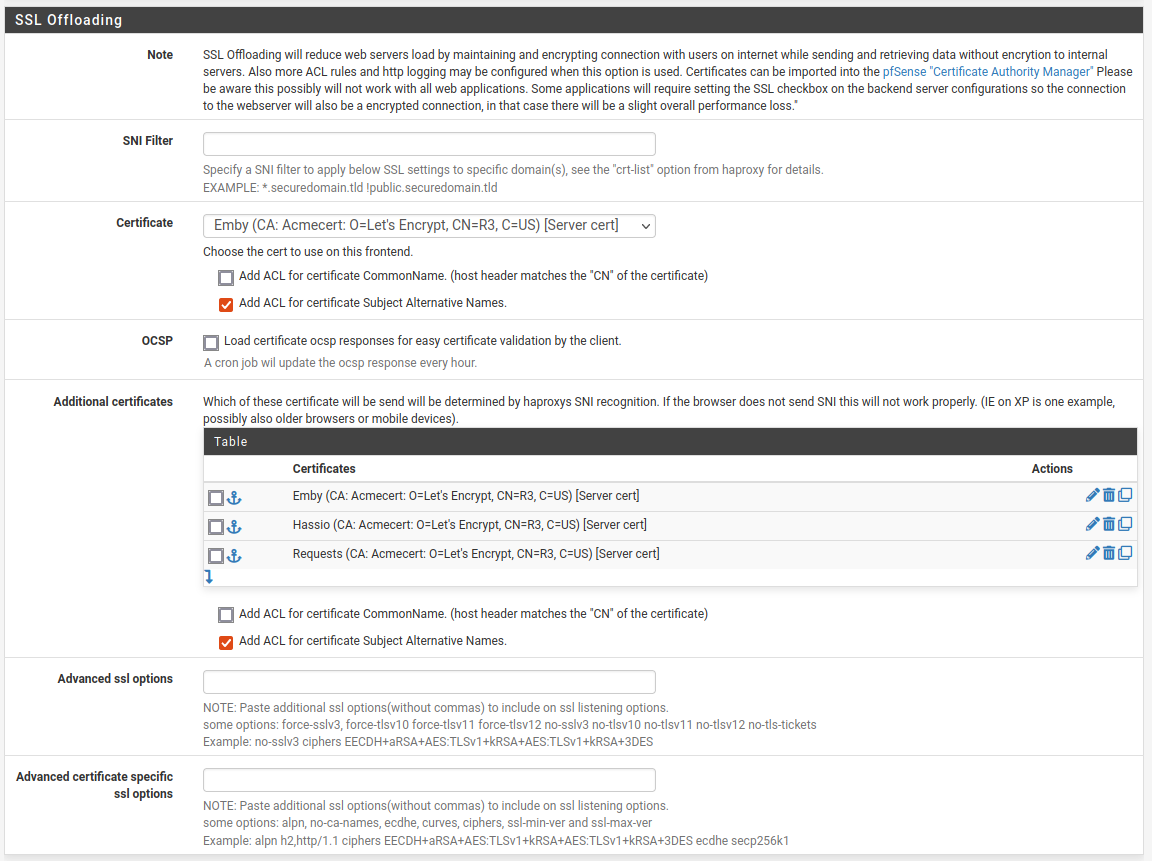 SSL Offloading
Note
SSL Offloading will reduce web servers load by maintaining and encrypting connection with users on internet while sending and retrieving data without encrytion to internal
servers. Also more ACL rules and http logging may be configured when this option is used. Certificates can be imported into the pfSense "Certificate Authority Manager" Please
be aware this possibly will not work with all web applications. Some applications will require setting the SSL checkbox on the backend server configurations so the connection
to the webserver will also be a encrypted connection, in that case there will be a slight overall performance loss."
SNI Filter
Specify a SNI filter to apply below SSL settings to specific domain(s), see the "crt-list" option from haproxy for details.
EXAMPLE: *.securedomain.tld !public.securedomain.tld
Certificate
Emby (CA: Acmecert: O=Let's Encrypt, CN=R3, C=US) [Server cert]
Choose the cert to use on this frontend.
Add ACL for certificate CommonName. (host header matches the "CN" of the certificate)
Add ACL for certificate Subject Alternative Names.
OCSP
Load certificate ocsp responses for easy certificate validation by the client.
A cron job wil update the ocsp response every hour.
Additional certificates
Which of these certificate will be send will be determined by haproxys SNI recognition. If the browser does not send SNI this will not work properly. (IE on XP is one example,
possibly also older browsers or mobile devices).
Table
Certificates Actions
Emby (CA: Acmecert: O=Let's Encrypt, CN=R3, C=US) [Server cert]
Hassio (CA: Acmecert: O=Let's Encrypt, CN=R3, C=US) [Server cert]
Requests (CA: Acmecert: O=Let's Encrypt, CN=R3, C=US) [Server cert]
Add ACL for certificate CommonName. (host header matches the "CN" of the certificate)
Add ACL for certificate Subject Alternative Names.
Advanced ssl options
NOTE: Paste additional ssl options(without commas) to include on ssl listening options.
some options: force-sslv3, force-tlsv10 force-tlsv11 force-tlsv12 no-sslv3 no-tlsv10 no-tlsv11 no-tlsv12 no-tls-tickets
Example: no-sslv3 ciphers EECDH+aRSA+AES:TLSv1+kRSA+AES:TLSv1+kRSA+3DES
Advanced certificate specific
ssl options
NOTE: Paste additional ssl options(without commas) to include on ssl listening options.
some options: alpn, no-ca-names, ecdhe, curves, ciphers, ssl-min-ver and ssl-max-ver
Example: alpn h2,http/1.1 ciphers EECDH+aRSA+AES:TLSv1+kRSA+AES:TLSv1+kRSA+3DES ecdhe secp256k1